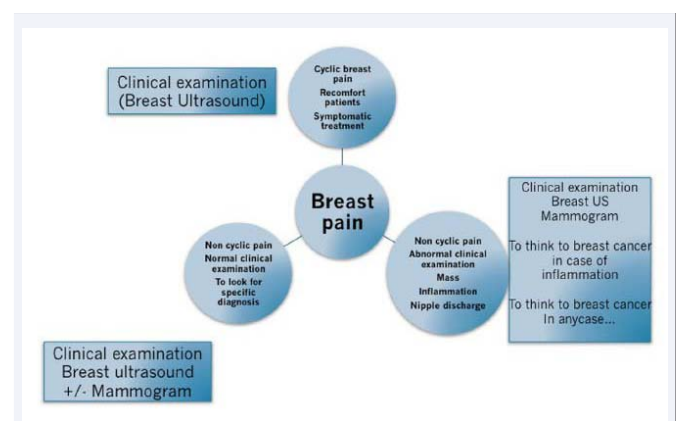 Clinical examination
(Breast Ultrasound)
Cyclic breast
pain
Recomfort
patients
Symptomatic
treatment
Breast
pain
Non cyclic pain
Normal clinical
examination
To look for
specific
diagnosis
Non cyclic pain
Abnormal clinical
examination
Mass
Inflammation
Nipple discharge
Clinical examination
Breast US
Mammogram
To think to breast cancer
in case of
inflammation
To think to breast cancer
In anycase...
Clinical examination
Breast ultrasound
+/- Mammogram